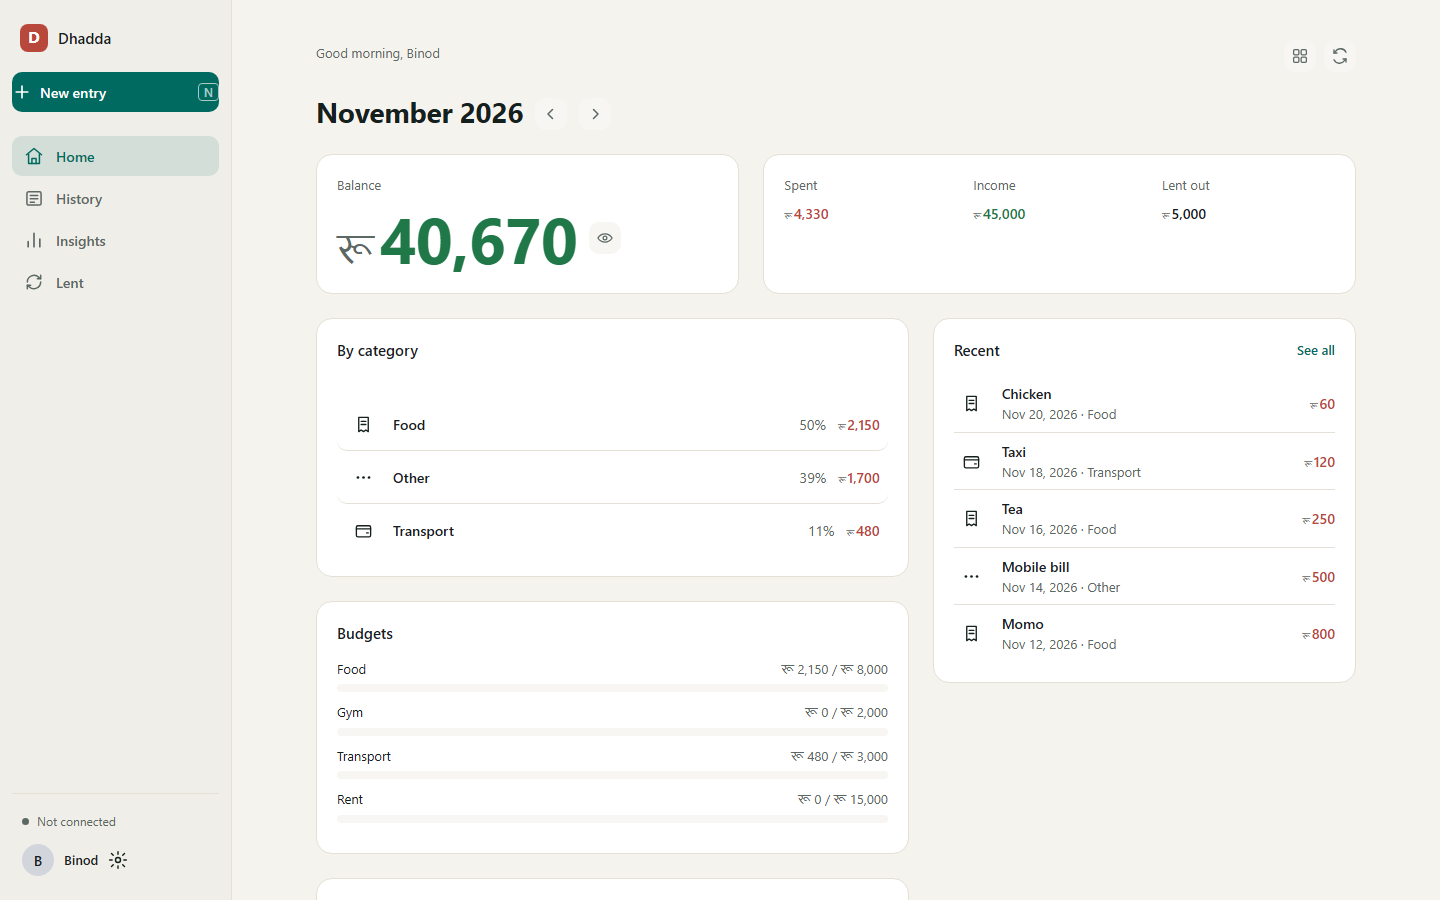 D Dhadda
New entry N
Home
History
Insights
Lent
Not connected
B Binod
Good morning, Binod
November 2026
Balance
रू 40,670
Spent
रू 4,330
Income
रू 45,000
Lent out
रू 5,000
By category
Food 50% रू 2,150
Other 39% रू 1,700
Transport 11% रू 480
Budgets
Food रू 2,150 / रू 8,000
Gym रू 0 / रू 2,000
Transport रू 480 / रू 3,000
Rent रू 0 / रू 15,000
Recent See all
Chicken
Nov 20, 2026 · Food
रू 60
Taxi
Nov 18, 2026 · Transport
रू 120
Tea
Nov 16, 2026 · Food
रू 250
Mobile bill
Nov 14, 2026 · Other
रू 500
Momo
Nov 12, 2026 · Food
रू 800